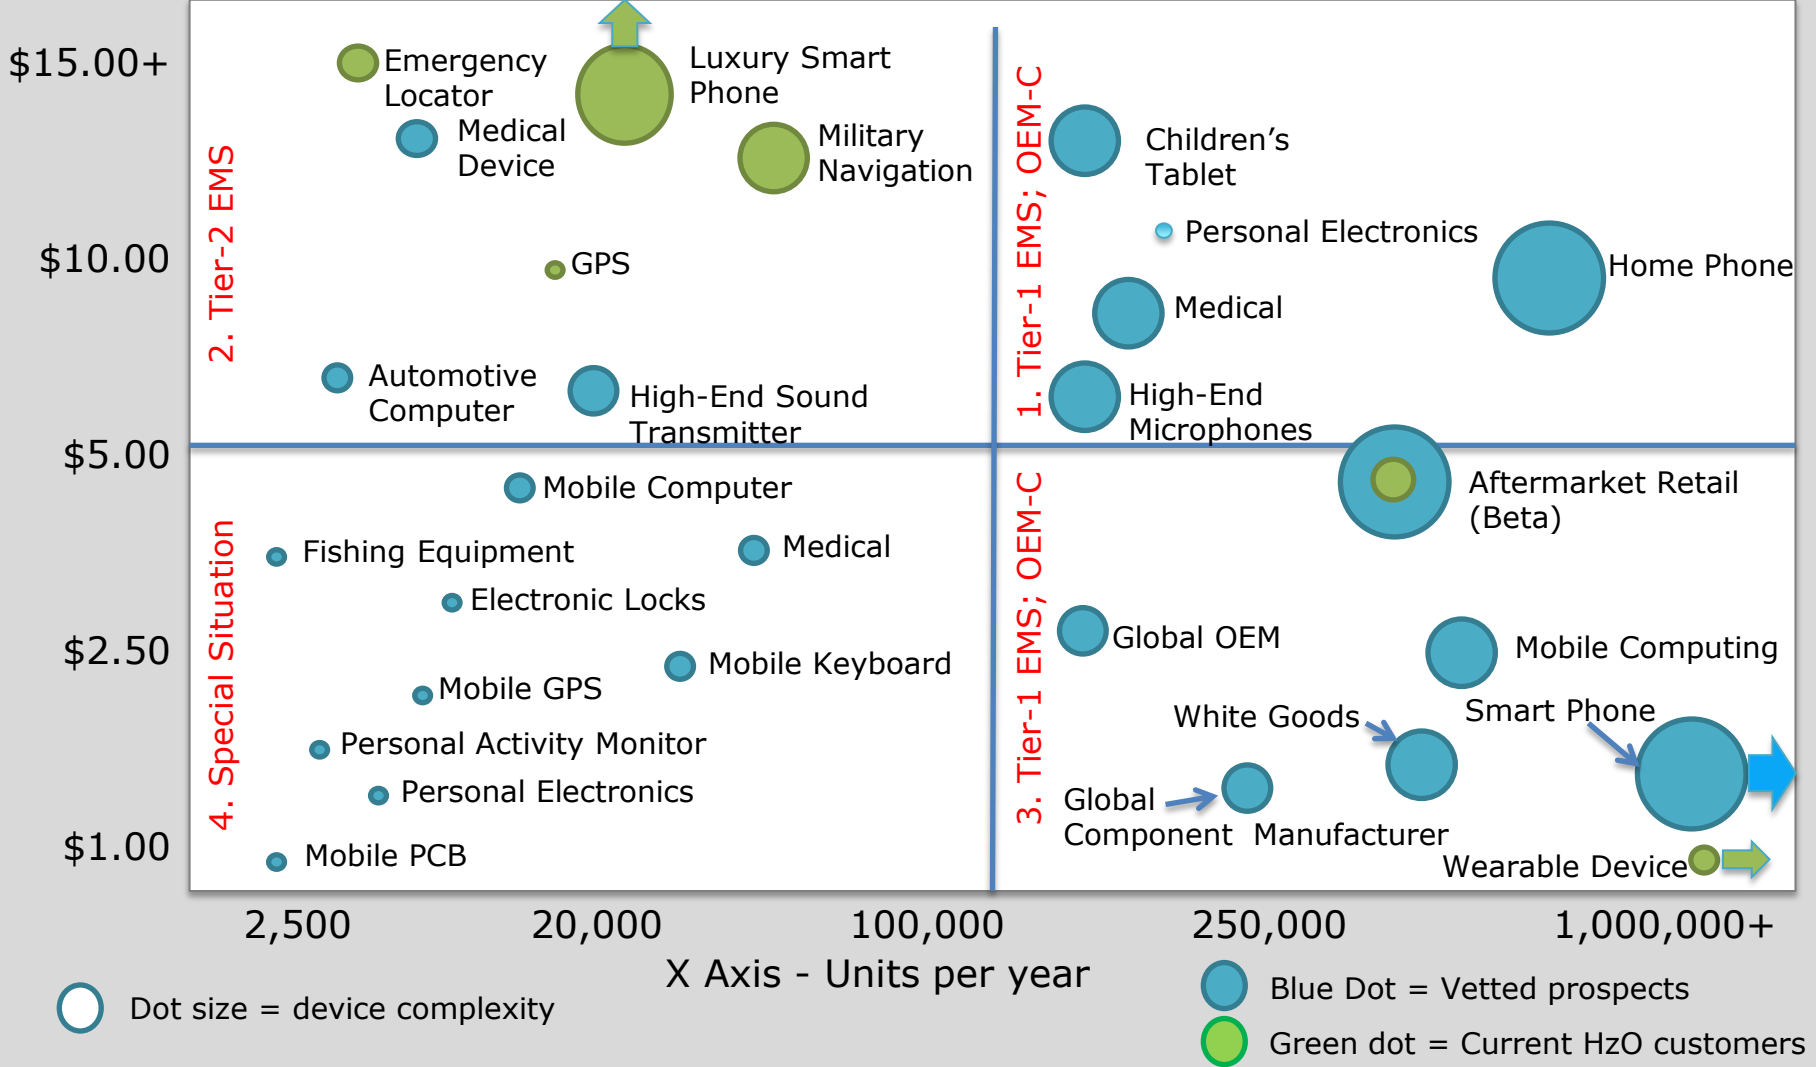 $15.00+
$10.00
$5.00
$2.50
$1.00
2. Tier-2 EMS
Emergency
Locator
Medical
Device
Luxury Smart
Phone
Military
Navigation
GPS
Automotive
Computer
High-End Sound
Transmitter
1. Tier-1 EMS; OEM-C
Children’s
Tablet
Personal Electronics
Home Phone
Medical
High-End
Microphones
4. Special Situation
Mobile Computer
Fishing Equipment
Medical
Electronic Locks
Mobile Keyboard
Mobile GPS
Personal Activity Monitor
Personal Electronics
Mobile PCB
3. Tier-1 EMS; OEM-C
Aftermarket Retail
(Beta)
Global OEM
Mobile Computing
White Goods
Smart Phone
Global
Component Manufacturer
Wearable Device
2,500
20,000
100,000
250,000
1,000,000+
X Axis - Units per year
Dot size = device complexity
Blue Dot = Vetted prospects
Green dot = Current HzO customers